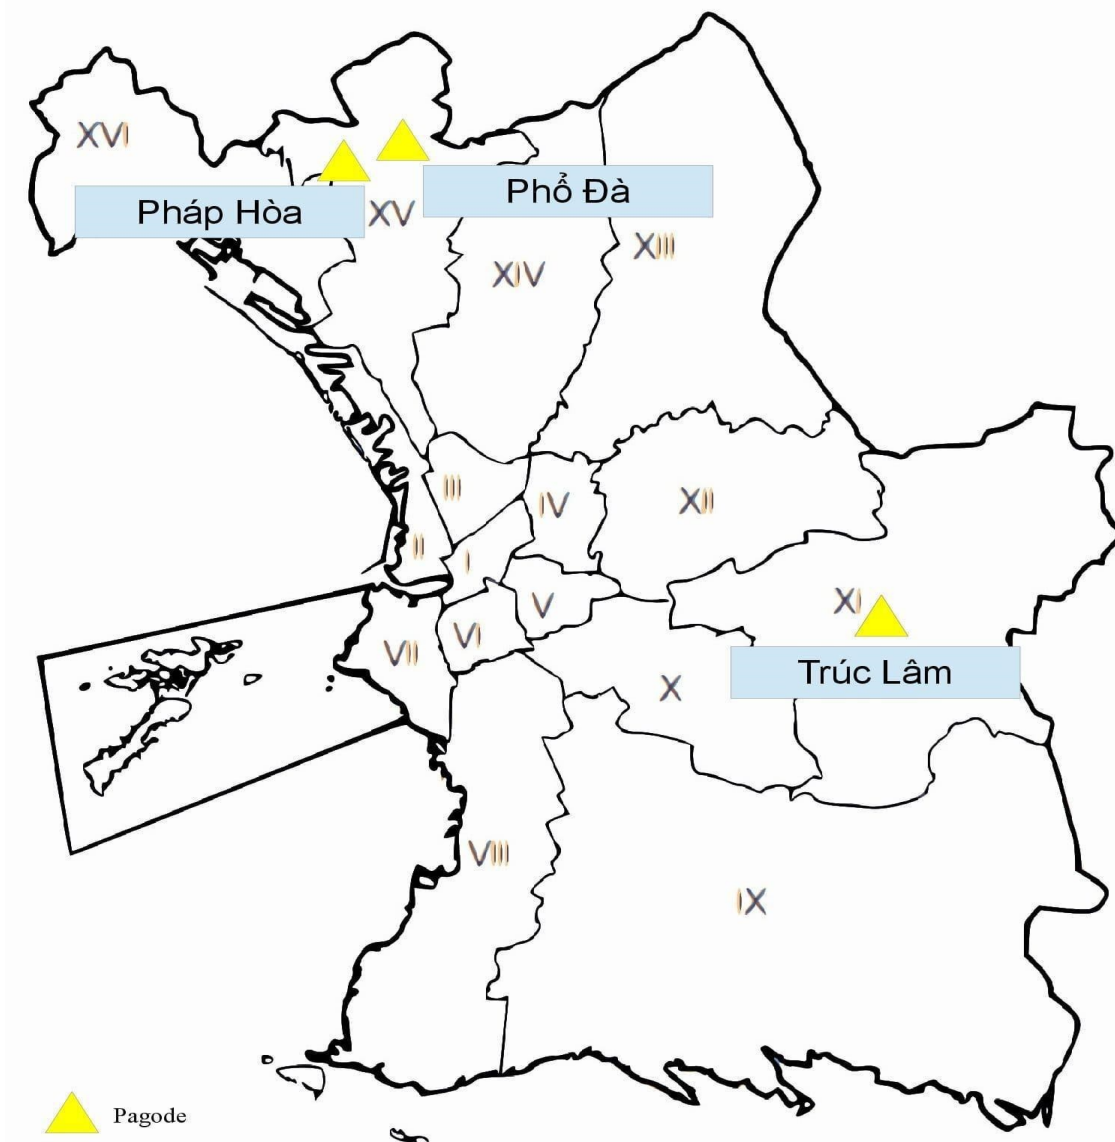 XVI
Pháp Hòa
XV
Phổ Đà
XIV
XIII
III
IV
XII
II
I
V
XI
VI
VII
X
Trúc Lâm
VIII
IX
Pagode